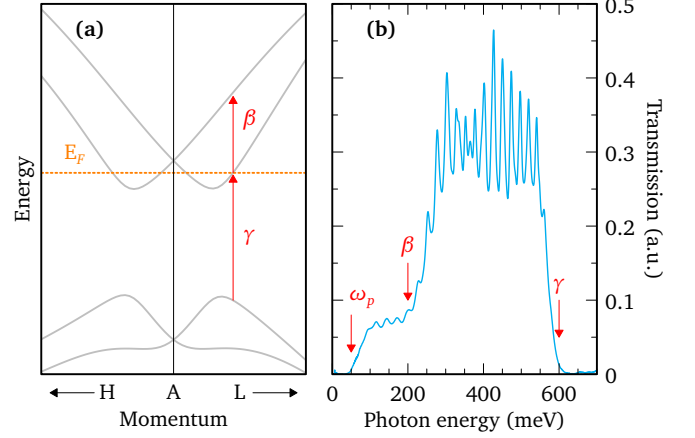 (a)
E_F
β
γ
Energy
H A L
Momentum
(b)
ω_p
β
γ
0.5
0.4
0.3
0.2
0.1
0
Transmission (a.u.)
0 200 400 600
Photon energy (meV)